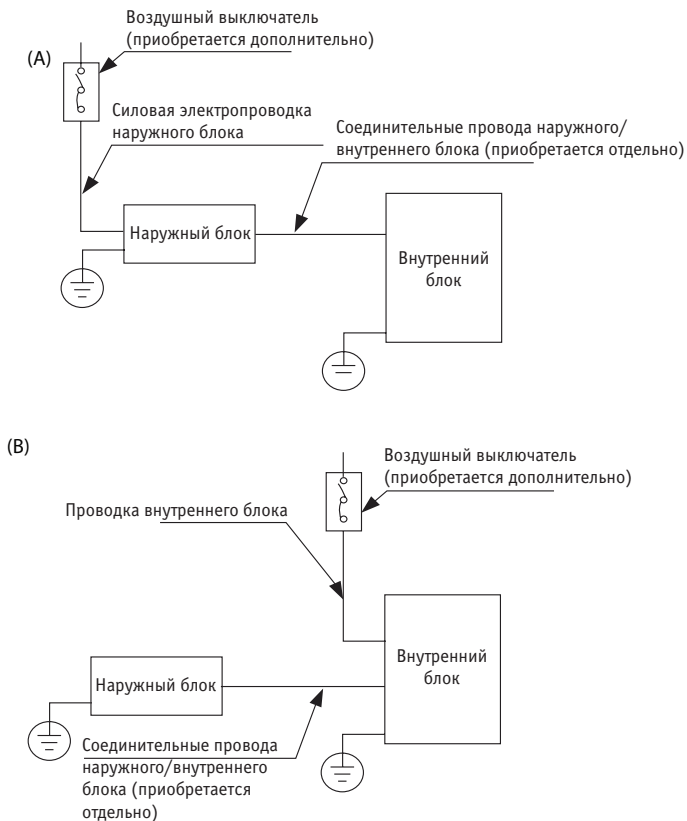 Воздушный выключатель
(приобретается дополнительно)
(A)
Силовая электропроводка
наружного блока
Соединительные провода наружного/
внутреннего блока (приобретается отдельно)
Наружный блок
Внутренний
блок
(B)
Воздушный выключатель
(приобретается дополнительно)
Проводка внутреннего блока
Внутренний
блок
Наружный блок
Соединительные провода
наружного/внутреннего
блока (приобретается
отдельно)